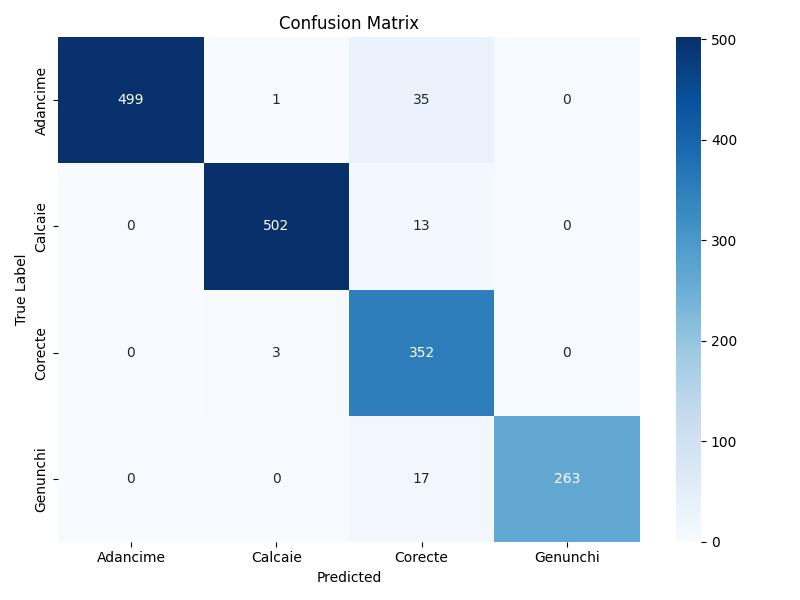 Confusion Matrix
True Label
Adancime 499 1 35 0
Calcaie 0 502 13 0
Corecte 0 3 352 0
Genunchi 0 0 17 263
Adancime Calcaie Corecte Genunchi
Predicted
500
400
300
200
100
0